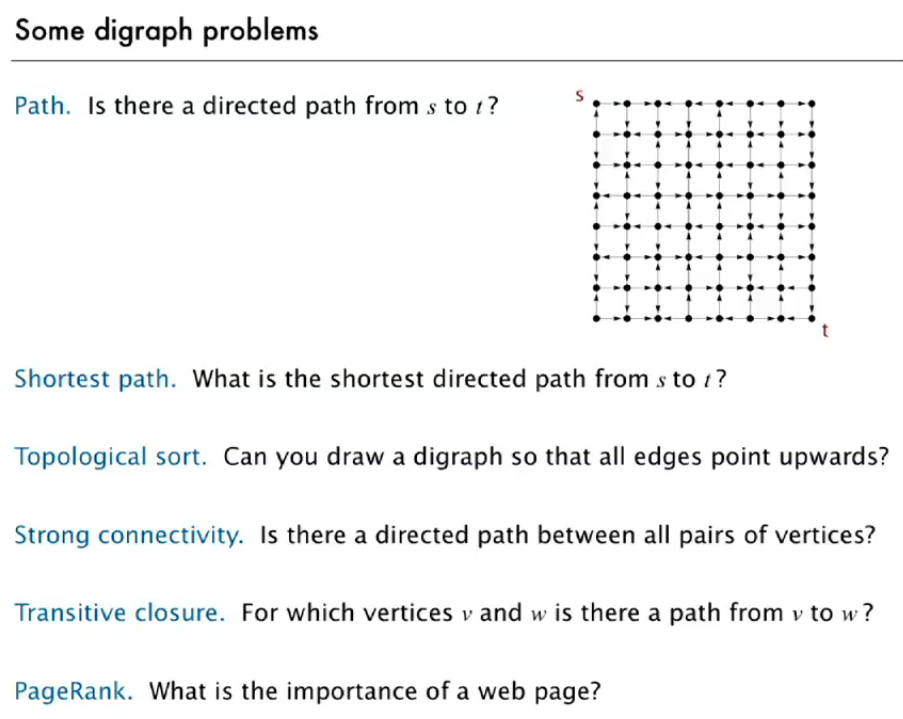 Some digraph problems
Path. Is there a directed path from s to t?
s
t
Shortest path. What is the shortest directed path from s to t?
Topological sort. Can you draw a digraph so that all edges point upwards?
Strong connectivity. Is there a directed path between all pairs of vertices?
Transitive closure. For which vertices v and w is there a path from v to w?
PageRank. What is the importance of a web page?